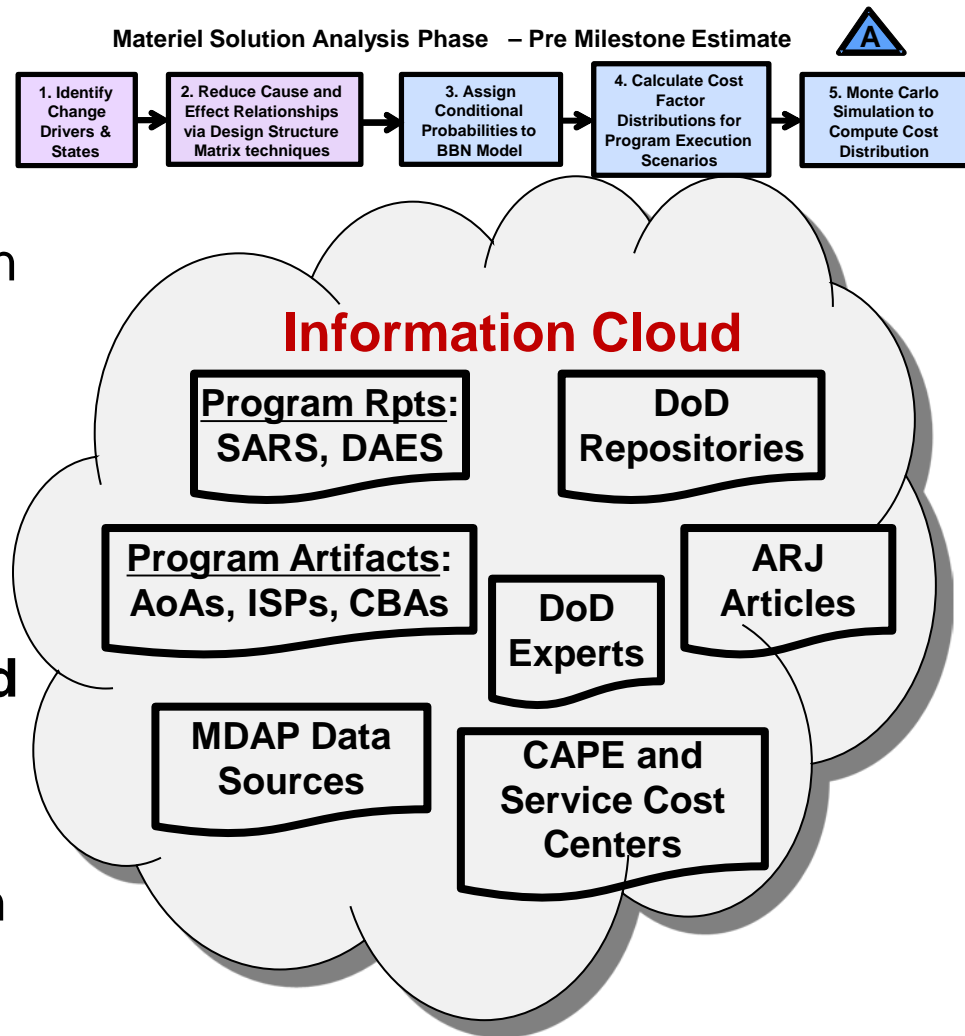 Materiel Solution Analysis Phase – Pre Milestone Estimate
A
1. Identify
Change
Drivers &
States
2. Reduce Cause and
Effect Relationships
via Design Structure
Matrix techniques
3. Assign
Conditional
Probabilities to
BBN Model
4. Calculate Cost
Factor
Distributions for
Program Execution
Scenarios
5. Monte Carlo
Simulation to
Compute Cost
Distribution
Information Cloud
Program Rpts:
SARS, DAES
DoD
Repositories
Program Artifacts:
AoAs, ISPs, CBAs
DoD
Experts
ARJ
Articles
MDAP Data
Sources
CAPE and
Service Cost
Centers